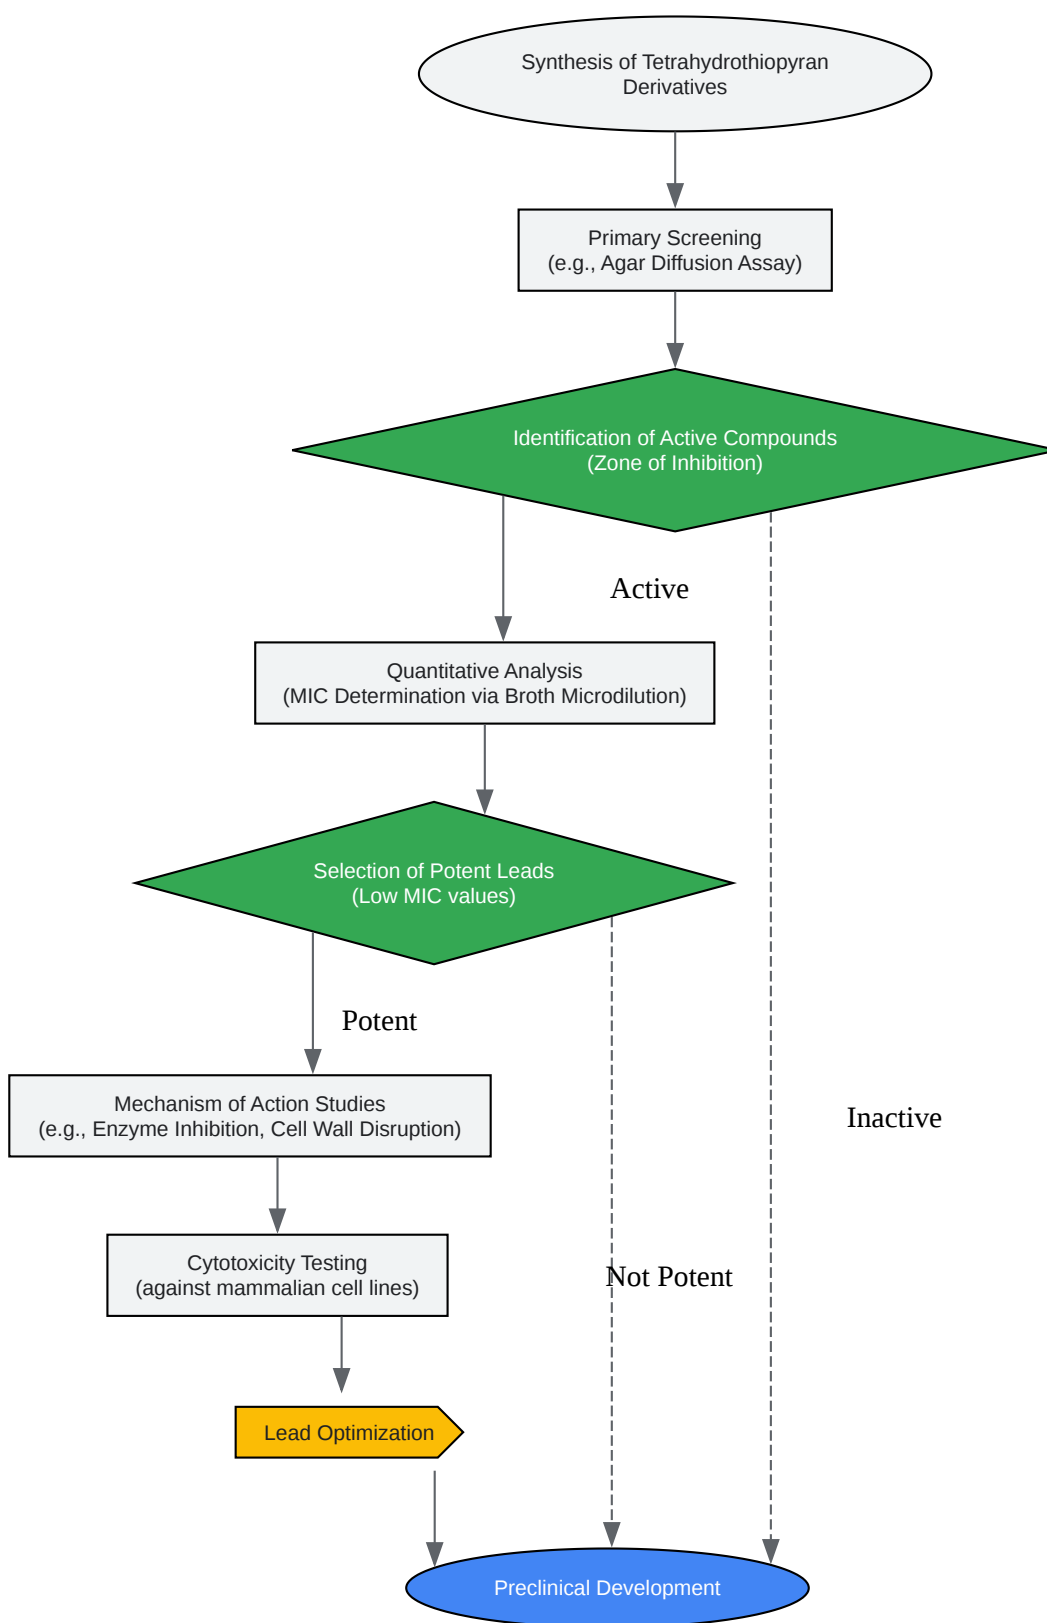 Synthesis of Tetrahydrothiopyran
Derivatives
Primary Screening
(e.g., Agar Diffusion Assay)
Identification of Active Compounds
(Zone of Inhibition)
Active
Quantitative Analysis
(MIC Determination via Broth Microdilution)
Selection of Potent Leads
(Low MIC values)
Potent
Mechanism of Action Studies
(e.g., Enzyme Inhibition, Cell Wall Disruption)
Inactive
Cytotoxicity Testing
(against mammalian cell lines)
Not Potent
Lead Optimization
Preclinical Development